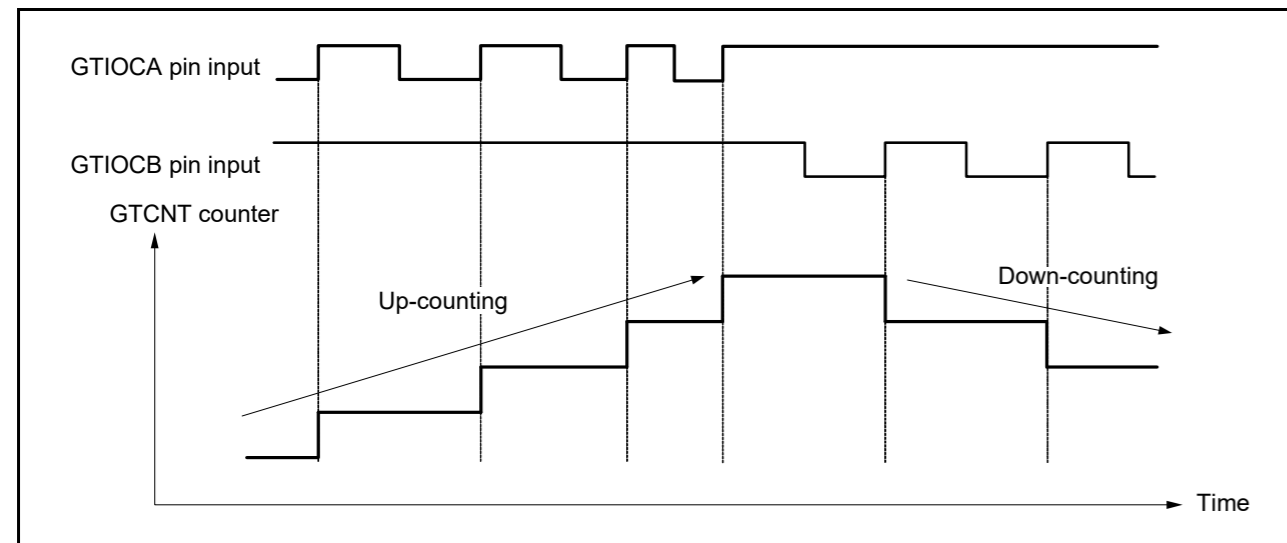 GTIOCA pin input
GTIOCB pin input
GTCNT counter
Up-counting
Down-counting
Time